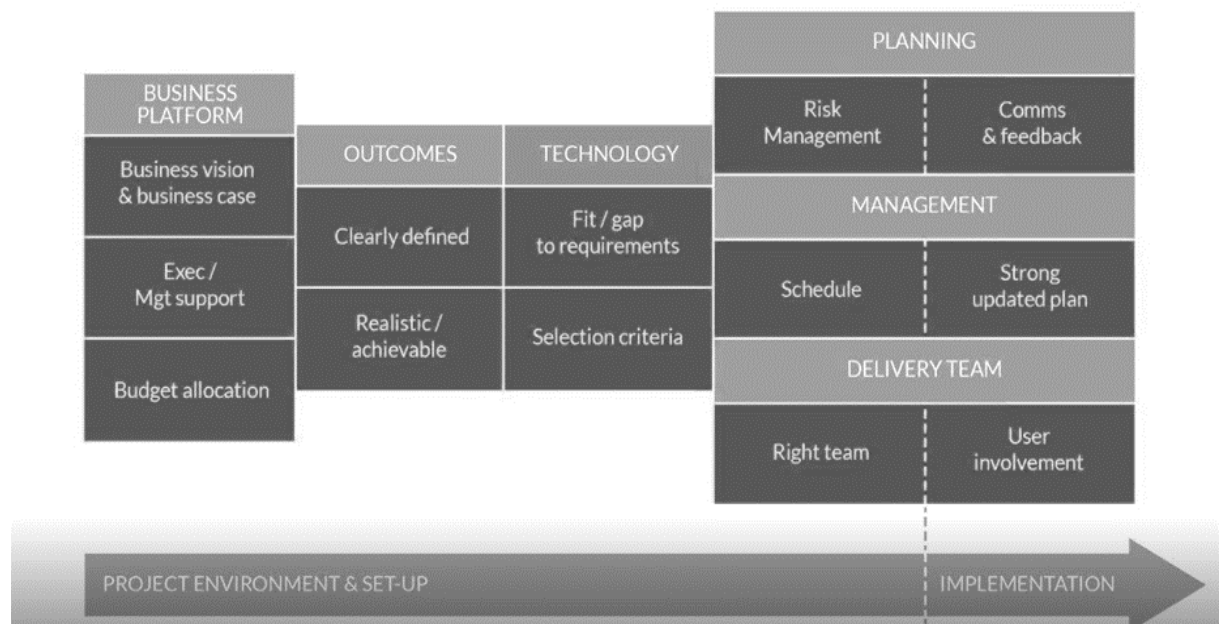 BUSINESS
PLATFORM
Business vision
& business case
Exec /
Mgt support
Budget allocation
OUTCOMES
Clearly defined
Realistic /
achievable
TECHNOLOGY
Fit / gap
to requirements
Selection criteria
PLANNING
Risk
Management
Comms
& feedback
MANAGEMENT
Schedule
Strong
updated plan
DELIVERY TEAM
Right team
User
involvement
PROJECT ENVIRONMENT & SET-UP
IMPLEMENTATION